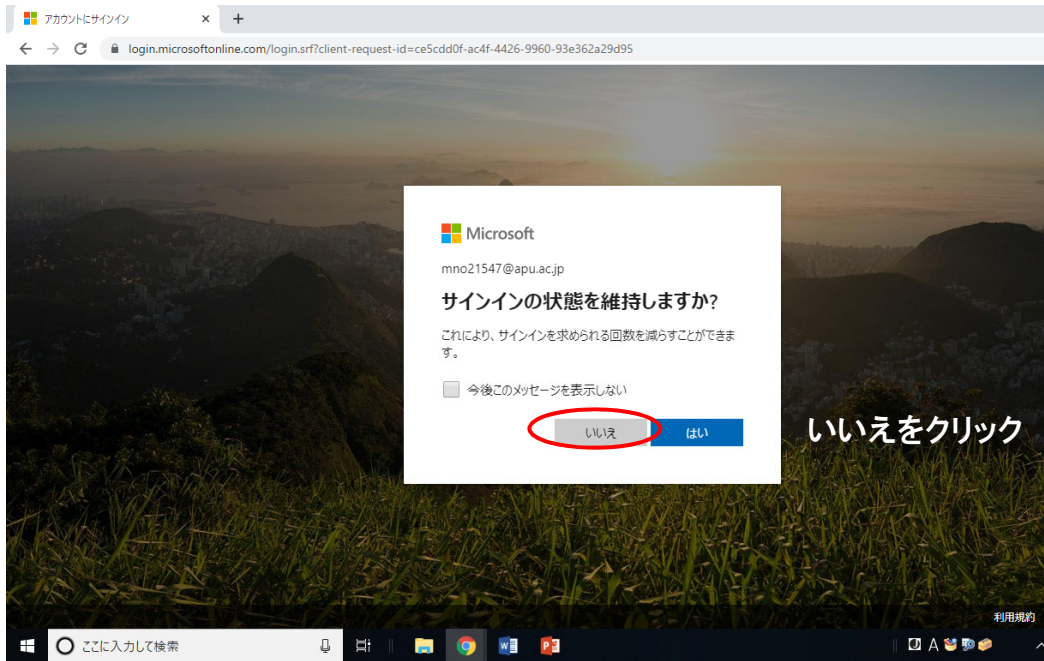 アカウントにサインイン
login.microsoftonline.com/login.srf?client-request-id=ce5cdd0f-ac4f-4426-9960-93e362a29d95
Microsoft
mno21547@apu.ac.jp
サインインの状態を維持しますか?
これにより、サインインを求められる回数を減らすことができま
す。
今後このメッセージを表示しない
いいえ
はい
いいえをクリック
利用規約
ここに入力して検索
A